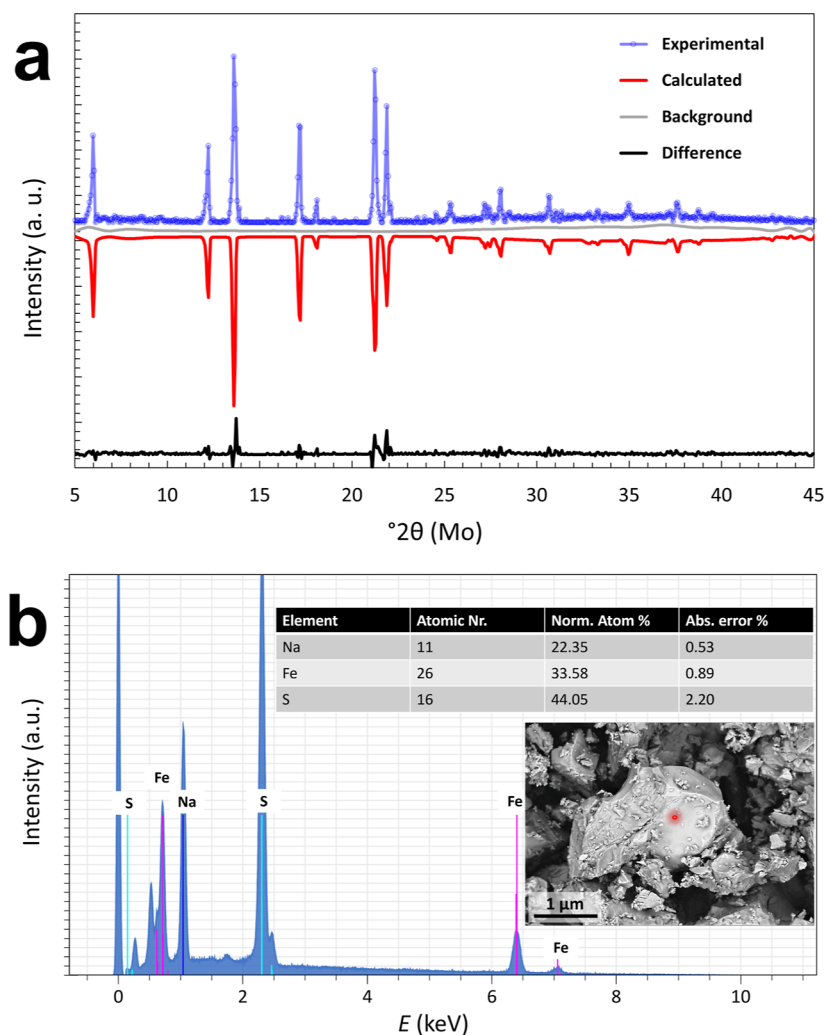 a
Experimental
Calculated
Background
Difference
Intensity (a. u.)
5 10 15 20 21 30 35 40 45
°2θ (Mo)
b
Element Atomic Nr. Norm. Atom % Abs. error %
Na 11 22.35 0.53
Fe 26 33.58 0.89
S 16 44.05 2.20
Intensity (a.u.)
S
Fe
Na
S
Fe
Fe
1 μm
0 2 4 6 8 10
E (keV)